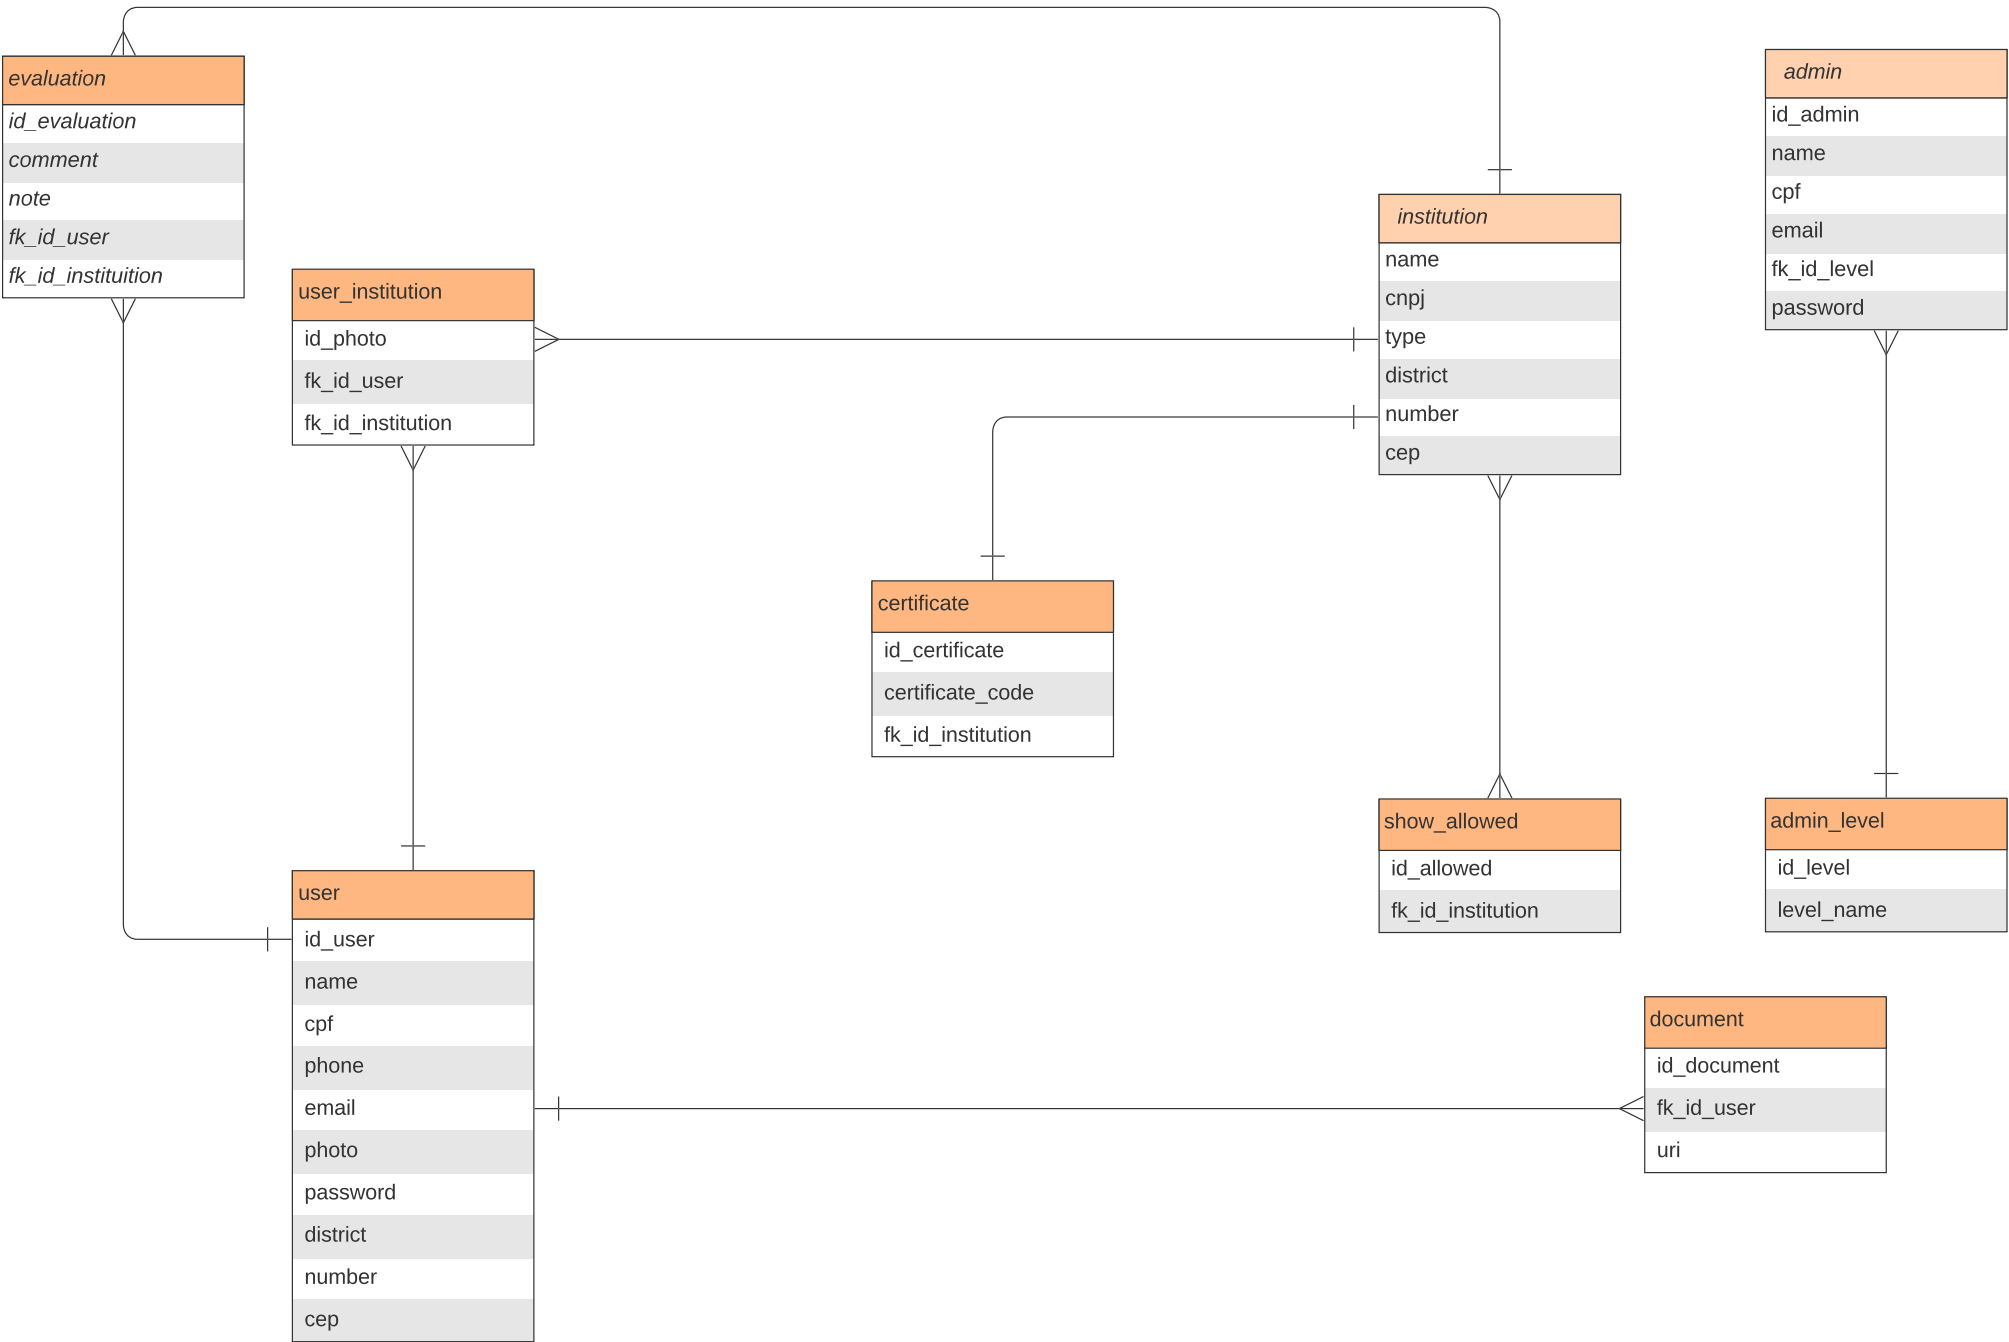 evaluation
id_evaluation
comment
note
fk_id_user
fk_id_instituition
user_institution
id_photo
fk_id_user
fk_id_institution
institution
name
cnpj
type
district
number
cep
admin
id_admin
name
cpf
email
fk_id_level
password
certificate
id_certificate
certificate_code
fk_id_institution
show_allowed
id_allowed
fk_id_institution
admin_level
id_level
level_name
user
id_user
name
cpf
phone
email
photo
password
district
number
cep
document
id_document
fk_id_user
uri